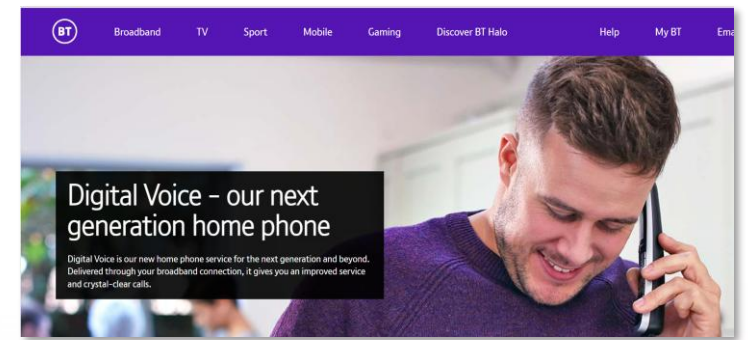 BT Broadband TV Sport Mobile Gaming Discover BT Halo Help My BT
Digital Voice – our next
generation home phone
Digital Voice is our new home phone service for the next generation and beyond.
Delivered through your broadband connection, it gives you an improved service
and crystal-clear calls.